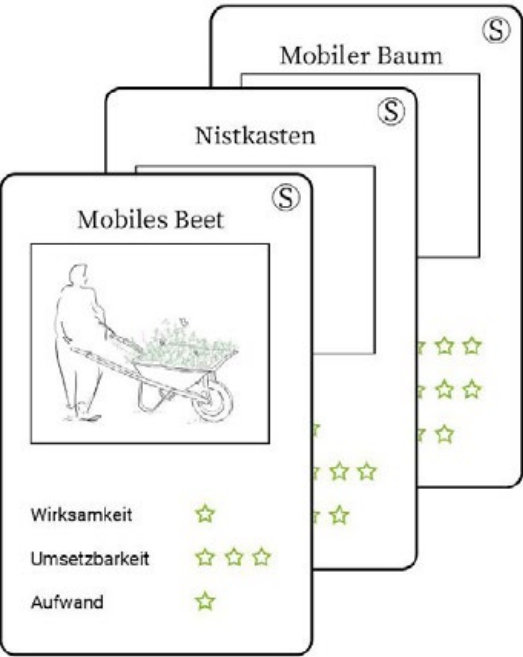 Ⓢ
Mobiler Baum
Ⓢ
Nistkasten
Ⓢ
Mobiles Beet
Wirksamkeit
Umsetzbarkeit
Aufwand